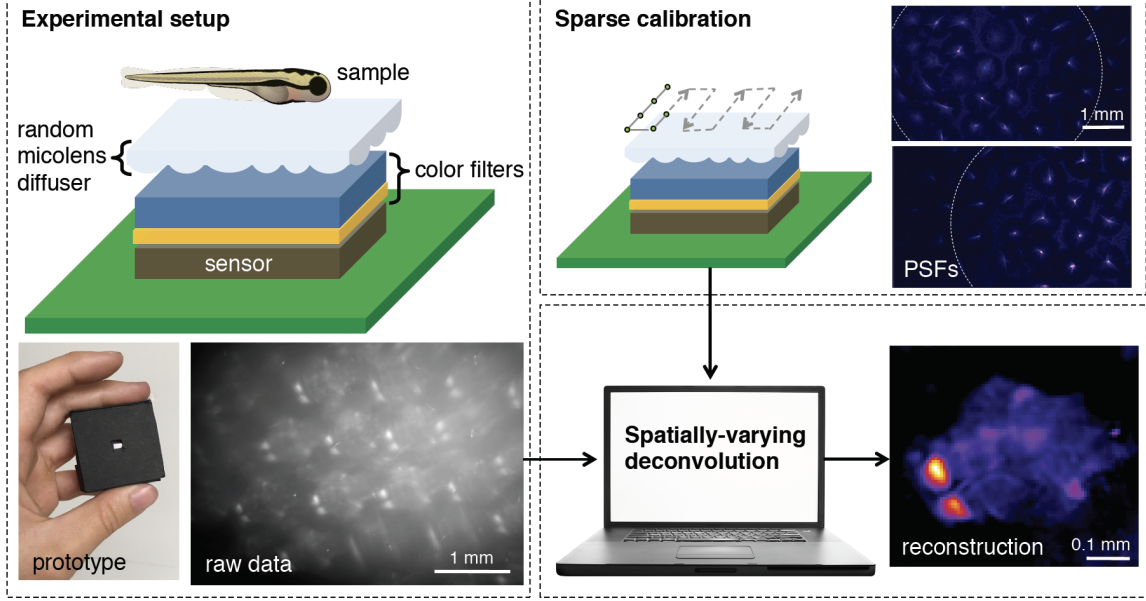 Experimental setup
sample
random
micolens
diffuser
color filters
sensor
prototype
raw data
1 mm
Sparse calibration
1 mm
PSFs
Spatially-varying
deconvolution
reconstruction
0.1 mm